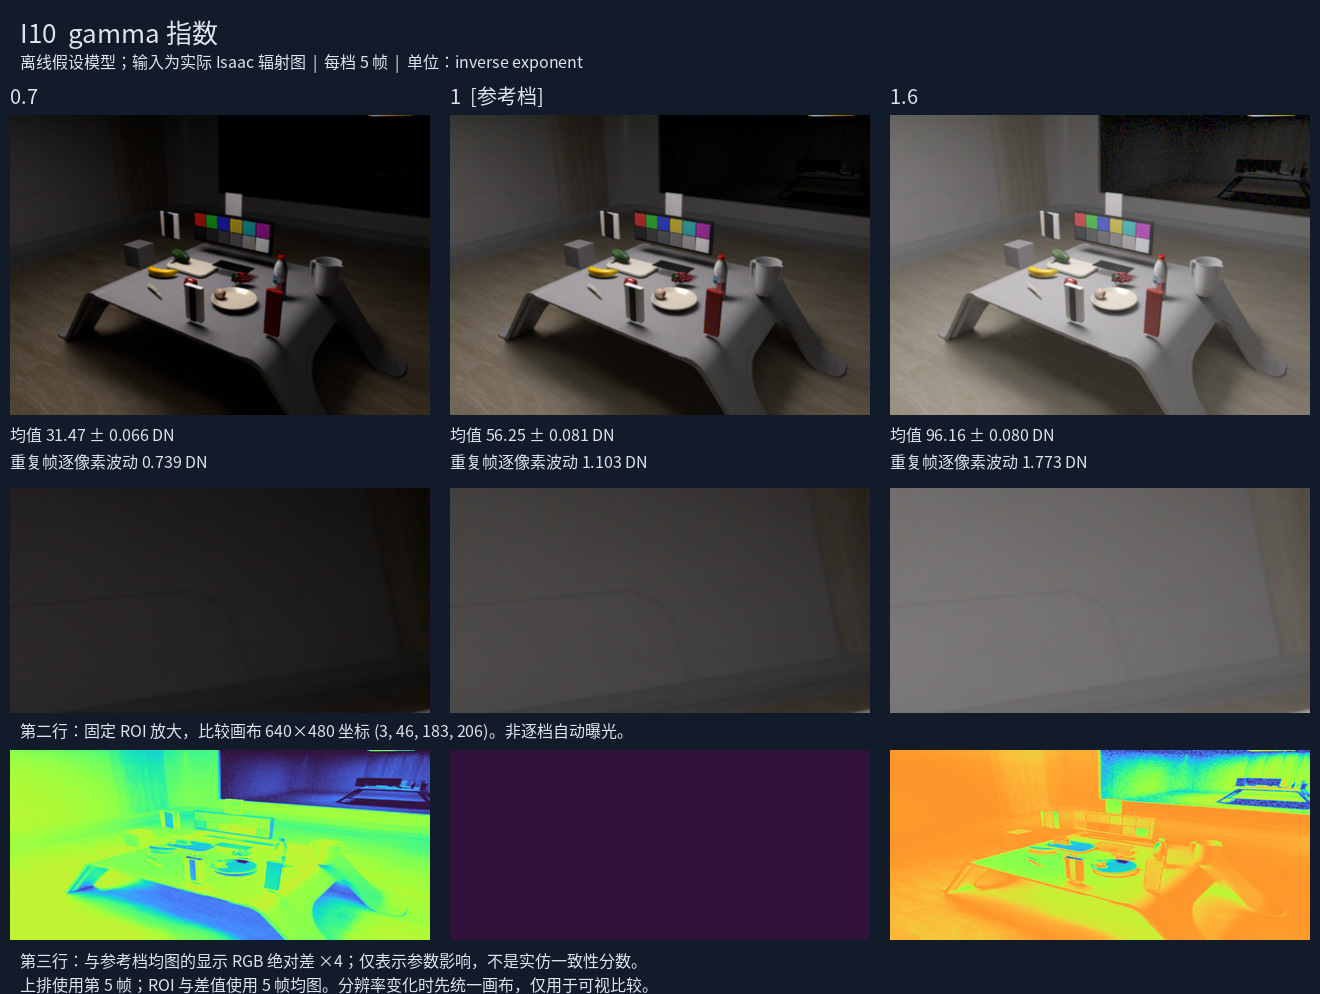 I10 gamma 指数
离线假设模型；输入为实际 Isaac 辐射图 | 每档 5 帧 | 单位：inverse exponent
0.7
1 [参考档]
1.6
均值 31.47 ± 0.066 DN
重复帧逐像素波动 0.739 DN
均值 56.25 ± 0.081 DN
重复帧逐像素波动 1.103 DN
均值 96.16 ± 0.080 DN
重复帧逐像素波动 1.773 DN
第二行：固定 ROI 放大，比较画布 640×480 坐标 (3, 46, 183, 206)。非逐档自动曝光。
第三行：与参考档均图的显示 RGB 绝对差 ×4；仅表示参数影响，不是实仿一致性分数。
上排使用第 5 帧；ROI 与差值使用 5 帧均图。分辨率变化时先统一画布，仅用于可视比较。